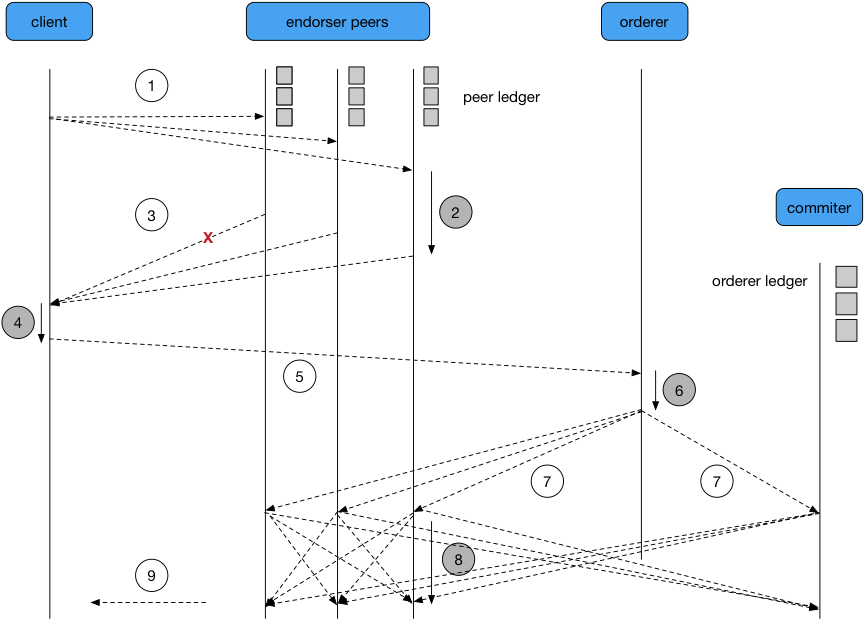 client
endorser peers
orderer
1
peer ledger
3
2
commiter
X
orderer ledger
4
5
6
7
7
8
9